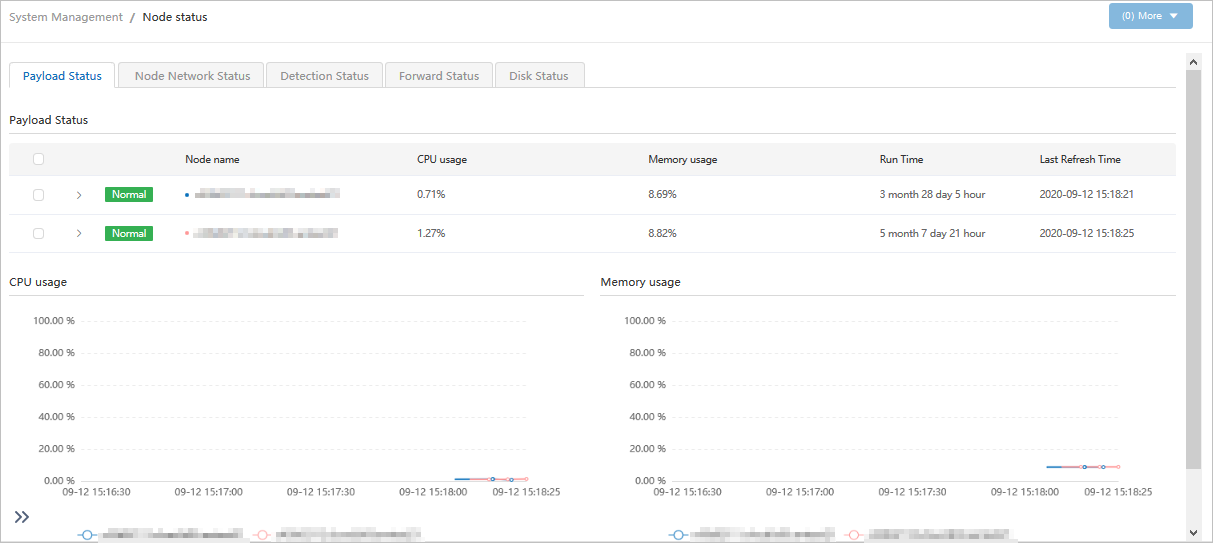 System Management / Node status
(0) More
Payload Status Node Network Status Detection Status Forward Status Disk Status
Payload Status
Node name CPU usage Memory usage Run Time Last Refresh Time
Normal 0.71% 8.69% 3 month 28 day 5 hour 2020-09-12 15:18:21
Normal 1.27% 8.82% 5 month 7 day 21 hour 2020-09-12 15:18:25
CPU usage Memory usage
100.00 % 100.00 %
80.00 % 80.00 %
60.00 % 60.00 %
40.00 % 40.00 %
20.00 % 20.00 %
0.00 % 0.00 %
09-12 15:16:30 09-12 15:17:00 09-12 15:17:30 09-12 15:18:00 09-12 15:18:25 09-12 15:16:30 09-12 15:17:00 09-12 15:17:30 09-12 15:18:00 09-12 15:18:25